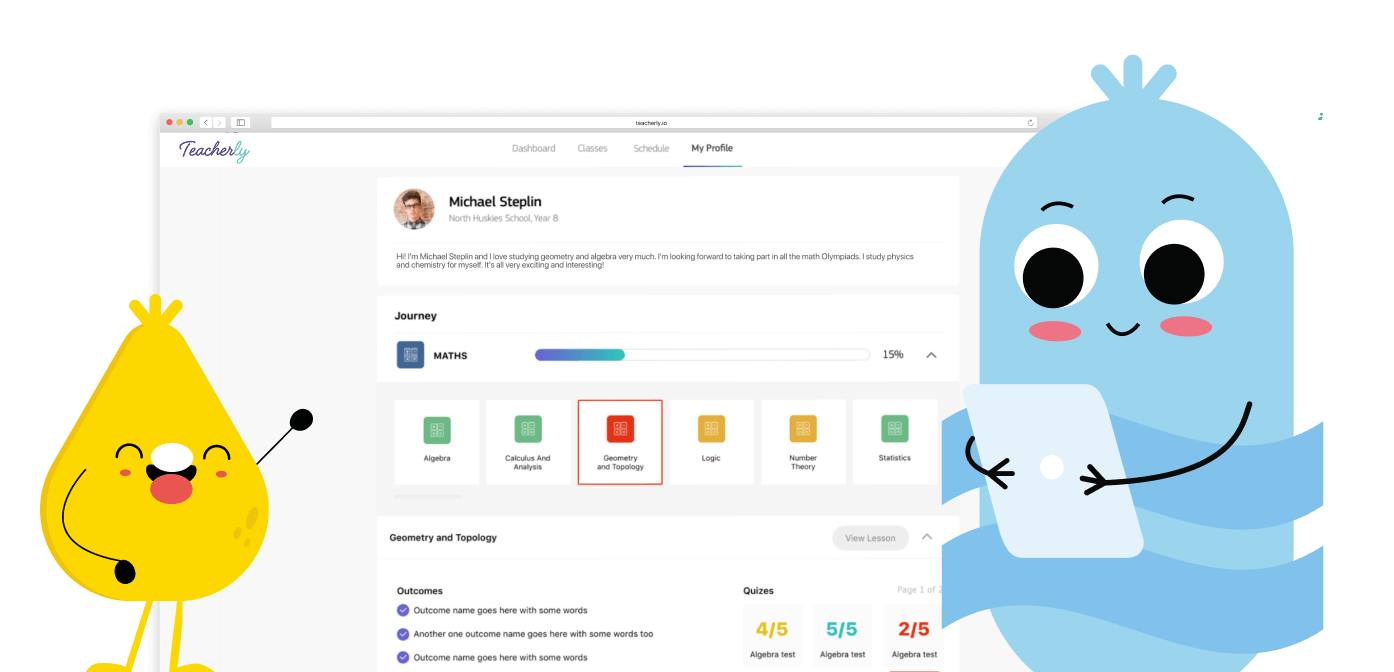 teacherly.io
Teacherly
Dashboard
Classes
Schedule
My Profile
Michael Steplin
North Huskies School, Year 8
Hi! I'm Michael Steplin and I love studying geometry and algebra very much. I'm looking forward to taking part in all the math Olympiads. I study physics
and chemistry for myself. It's all very exciting and interesting!
Journey
MATHS
15%
Algebra
Calculus And
Analysis
Geometry
and Topology
Logic
Number
Theory
Statistics
Geometry and Topology
View Lesson
Outcomes
Outcome name goes here with some words
Another one outcome name goes here with some words too
Outcome name goes here with some words
Quizes
Page 1 of 2
4/5
5/5
2/5
Algebra test
Algebra test
Algebra test